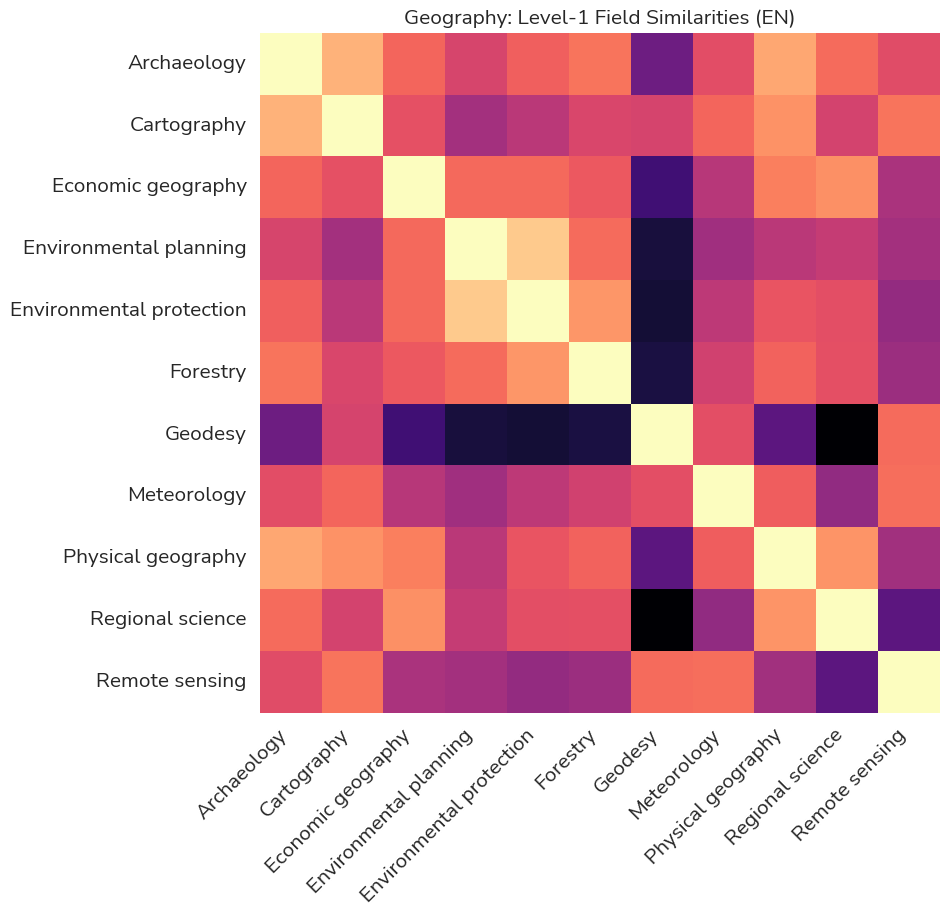 Geography: Level-1 Field Similarities (EN)
Archaeology
Cartography
Economic geography
Environmental planning
Environmental protection
Forestry
Geodesy
Meteorology
Physical geography
Regional science
Remote sensing
Archaeology
Cartography
Economic geography
Environmental planning
Environmental protection
Forestry
Geodesy
Meteorology
Physical geography
Regional science
Remote sensing